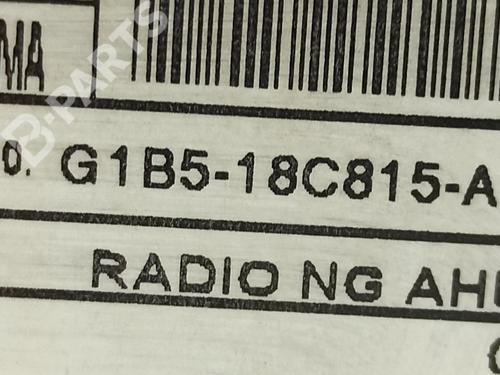 MA
0. G1B5-18C815-A
RADIO NG AH
B-PARTS